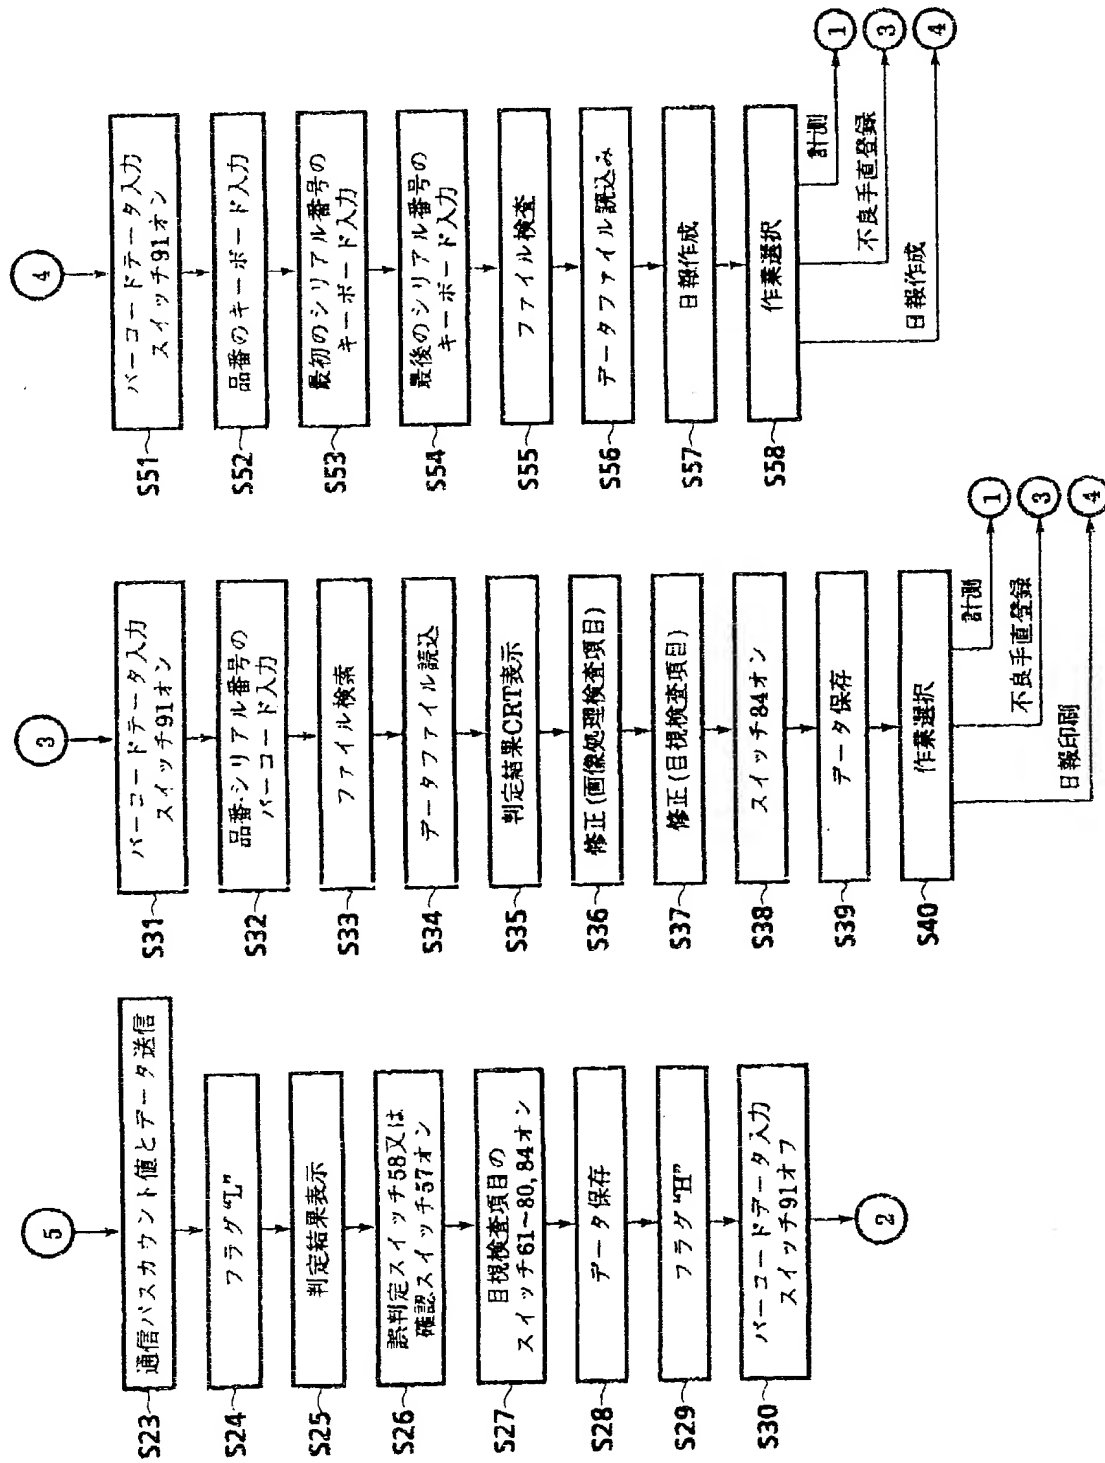 5
S23
通信パスカウント値とデータ送信
S24
フラグ“L”
S25
判定結果表示
S26
誤判定スイッチ58又は
確認スイッチ57オン
S27
目視検査項目の
スイッチ61~80,84オン
S28
データ保存
S29
フラグ“H”
S30
バーコードデータ入力
スイッチ91オフ
2
3
S31
バーコードデータ入力
スイッチ91オン
S32
品番・シリアル番号の
バーコード入力
S33
ファイル検索
S34
データファイル読込
S35
判定結果CRT表示
S36
修正(画像処理検査項目)
S37
修正(目視検査項目)
S38
スイッチ84オン
S39
データ保存
S40
作業選択
計測
1
不良手直登録
3
日報印刷
4
4
S51
バーコードテータ入力
スイッチ91オン
S52
品番のキーボード入力
S53
最初のシリアル番号の
キーボード入力
S54
最後のシリアル番号の
キーボード入力
S55
ファイル検査
S56
データファイル読込み
S57
日報作成
S58
作業選択
計測
1
不良手直登録
3
日報作成
4